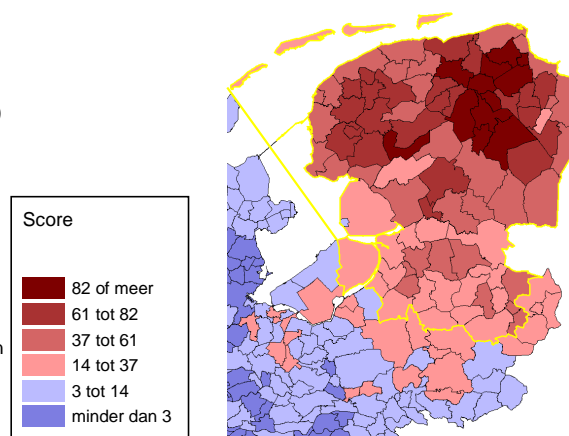 )
n
Score
82 of meer
61 tot 82
37 tot 61
14 tot 37
3 tot 14
minder dan 3